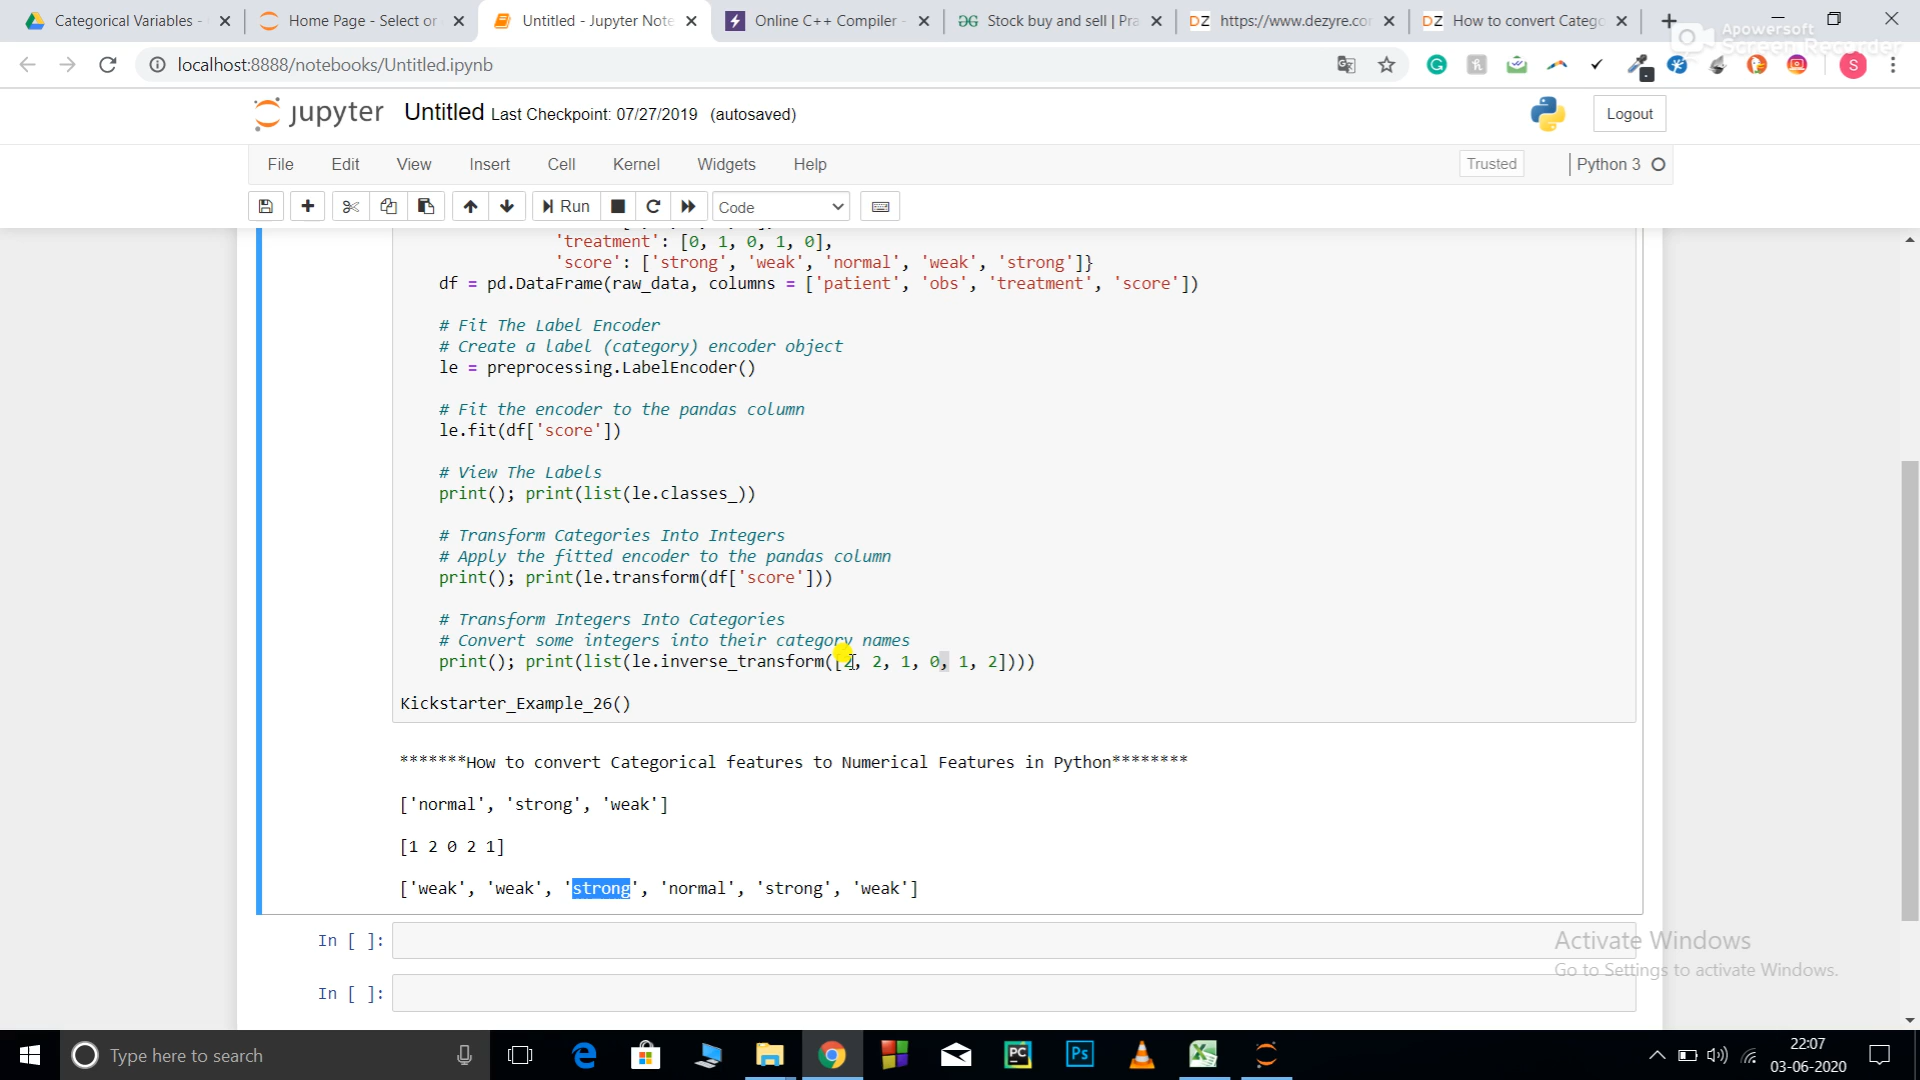 Categorical Variables -
Home Page - Select or
Untitled - Jupyter Note
Online C++ Compiler -
Stock buy and sell | Pra
DZ https://www.dezyre.co
DZ How to convert Catego
Apowersoft
Screen Recorder
localhost:8888/notebooks/Untitled.ipynb
S
jupyter Untitled Last Checkpoint: 07/27/2019 (autosaved)
Logout
File Edit View Insert Cell Kernel Widgets Help
Trusted Python 3
Run Code
'treatment': [0, 1, 0, 1, 0],
'score': ['strong', 'weak', 'normal', 'weak', 'strong']}
df = pd.DataFrame(raw_data, columns = ['patient', 'obs', 'treatment', 'score'])
# Fit The Label Encoder
# Create a label (category) encoder object
le = preprocessing.LabelEncoder()
# Fit the encoder to the pandas column
le.fit(df['score'])
# View The Labels
print(); print(list(le.classes_))
# Transform Categories Into Integers
# Apply the fitted encoder to the pandas column
print(); print(le.transform(df['score']))
# Transform Integers Into Categories
# Convert some integers into their category names
print(); print(list(le.inverse_transform([2, 2, 1, 0, 1, 2])))
Kickstarter_Example_26()
*******How to convert Categorical features to Numerical Features in Python********
['normal', 'strong', 'weak']
[1 2 0 2 1]
['weak', 'weak', 'strong', 'normal', 'strong', 'weak']
In [ ]:
In [ ]:
Activate Windows
Go to Settings to activate Windows.
Type here to search
PC
Ps
22:07
03-06-2020